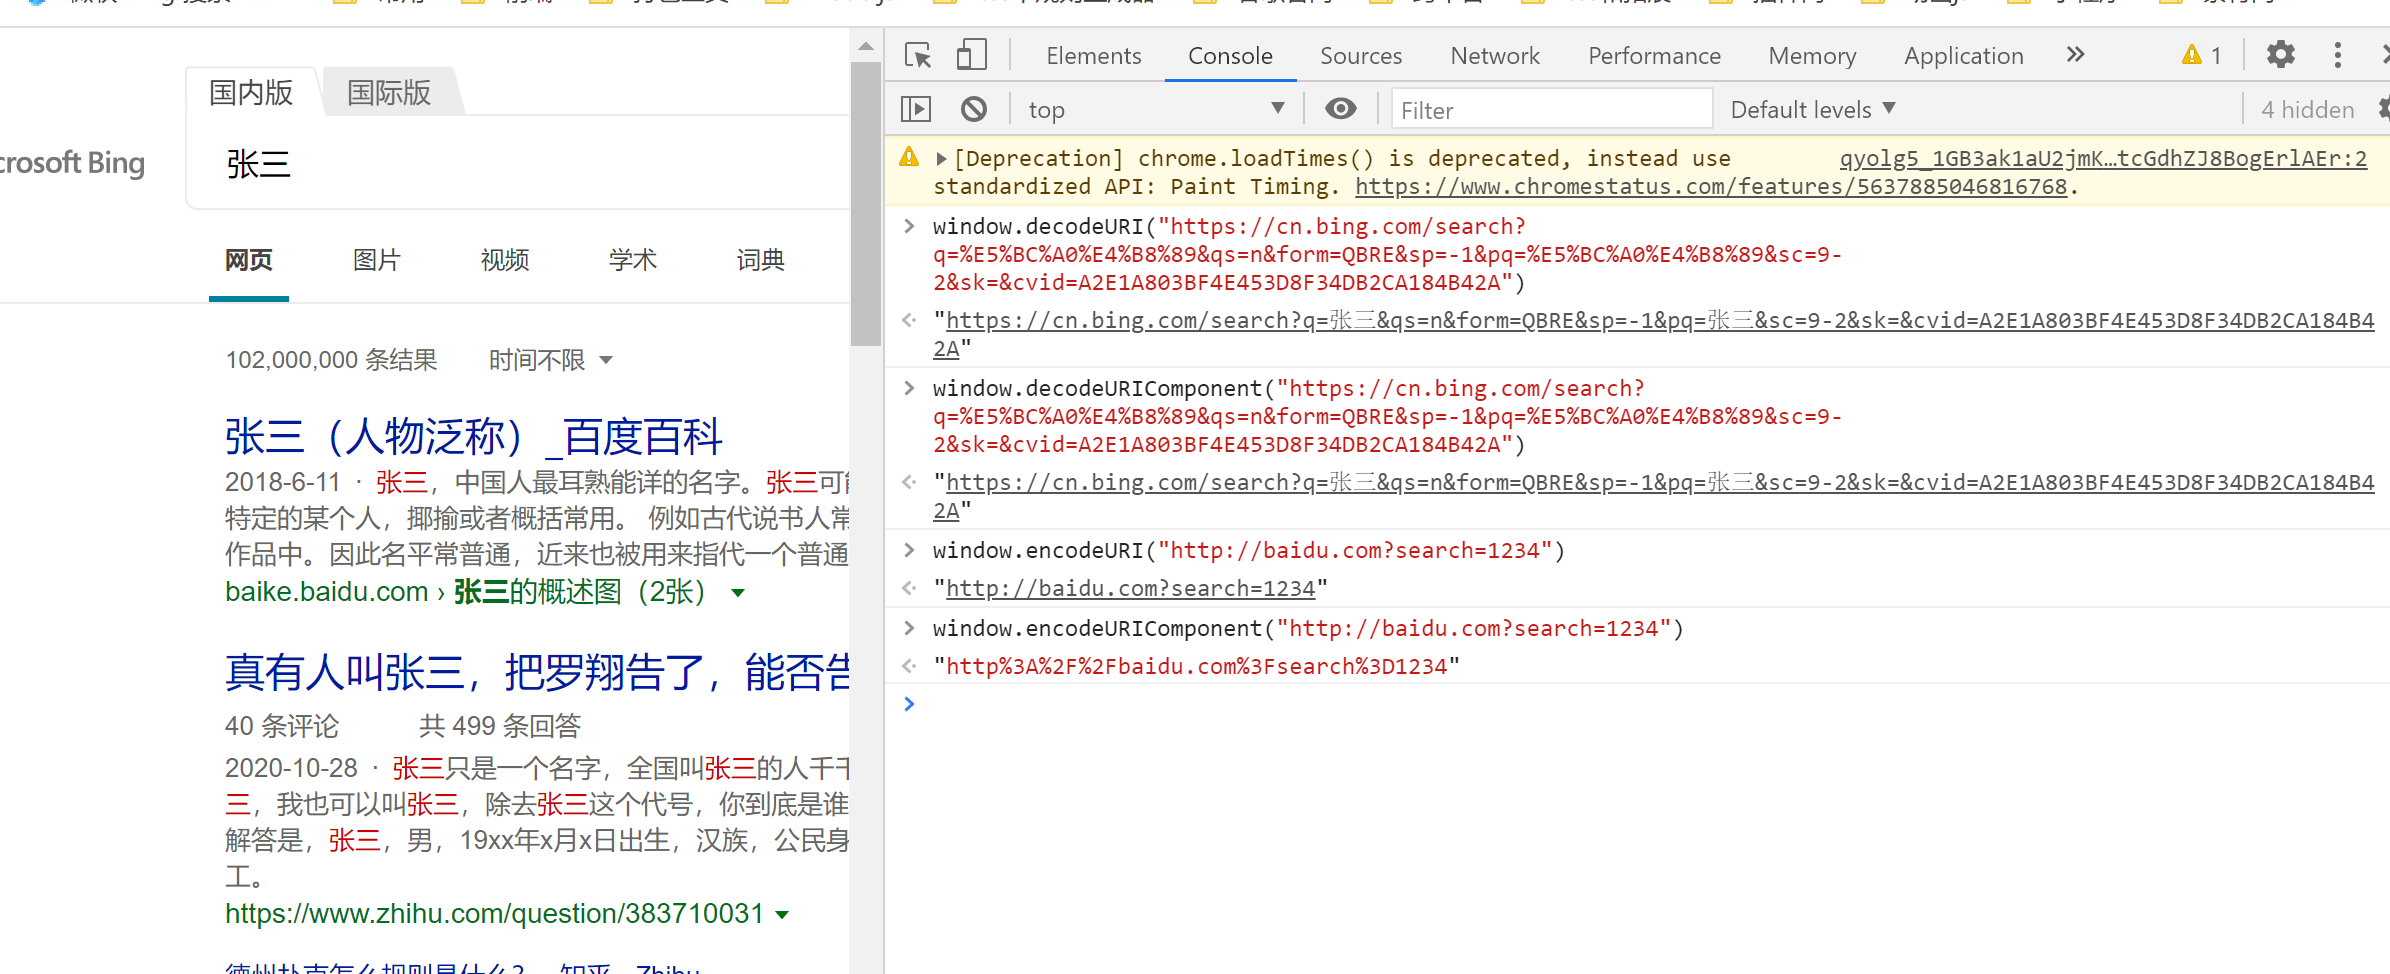 国内版
国际版
crosoft Bing
张三
网页
图片
视频
学术
词典
102,000,000 条结果
时间不限
张三（人物泛称）_百度百科
2018-6-11 · 张三，中国人最耳熟能详的名字。张三可
特定的某个人，揶揄或者概括常用。 例如古代说书人常
作品中。因此名平常普通，近来也被用来指代一个普通
baike.baidu.com › 张三的概述图（2张）
真有人叫张三，把罗翔告了，能否告
40 条评论
共 499 条回答
2020-10-28 · 张三只是一个名字，全国叫张三的人千千
三，我也可以叫张三，除去张三这个代号，你到底是谁
解答是，张三，男，19xx年x月x日出生，汉族，公民身
工。
https://www.zhihu.com/question/383710031
Elements
Console
Sources
Network
Performance
Memory
Application
1
top
Filter
Default levels
4 hidden
[Deprecation] chrome.loadTimes() is deprecated, instead use
qyolg5_1GB3ak1aU2jmK…tcGdhZJ8BogErlAEr:2
standardized API: Paint Timing. https://www.chromestatus.com/features/5637885046816768.
window.decodeURI("https://cn.bing.com/search?
q=%E5%BC%A0%E4%B8%89&qs=n&form=QBRE&sp=-1&pq=%E5%BC%A0%E4%B8%89&sc=9-
2&sk=&cvid=A2E1A803BF4E453D8F34DB2CA184B42A")
"https://cn.bing.com/search?q=张三&qs=n&form=QBRE&sp=-1&pq=张三&sc=9-2&sk=&cvid=A2E1A803BF4E453D8F34DB2CA184B4
2A"
window.decodeURIComponent("https://cn.bing.com/search?
q=%E5%BC%A0%E4%B8%89&qs=n&form=QBRE&sp=-1&pq=%E5%BC%A0%E4%B8%89&sc=9-
2&sk=&cvid=A2E1A803BF4E453D8F34DB2CA184B42A")
"https://cn.bing.com/search?q=张三&qs=n&form=QBRE&sp=-1&pq=张三&sc=9-2&sk=&cvid=A2E1A803BF4E453D8F34DB2CA184B4
2A"
window.encodeURI("http://baidu.com?search=1234")
"http://baidu.com?search=1234"
window.encodeURIComponent("http://baidu.com?search=1234")
"http%3A%2F%2Fbaidu.com%3Fsearch%3D1234"